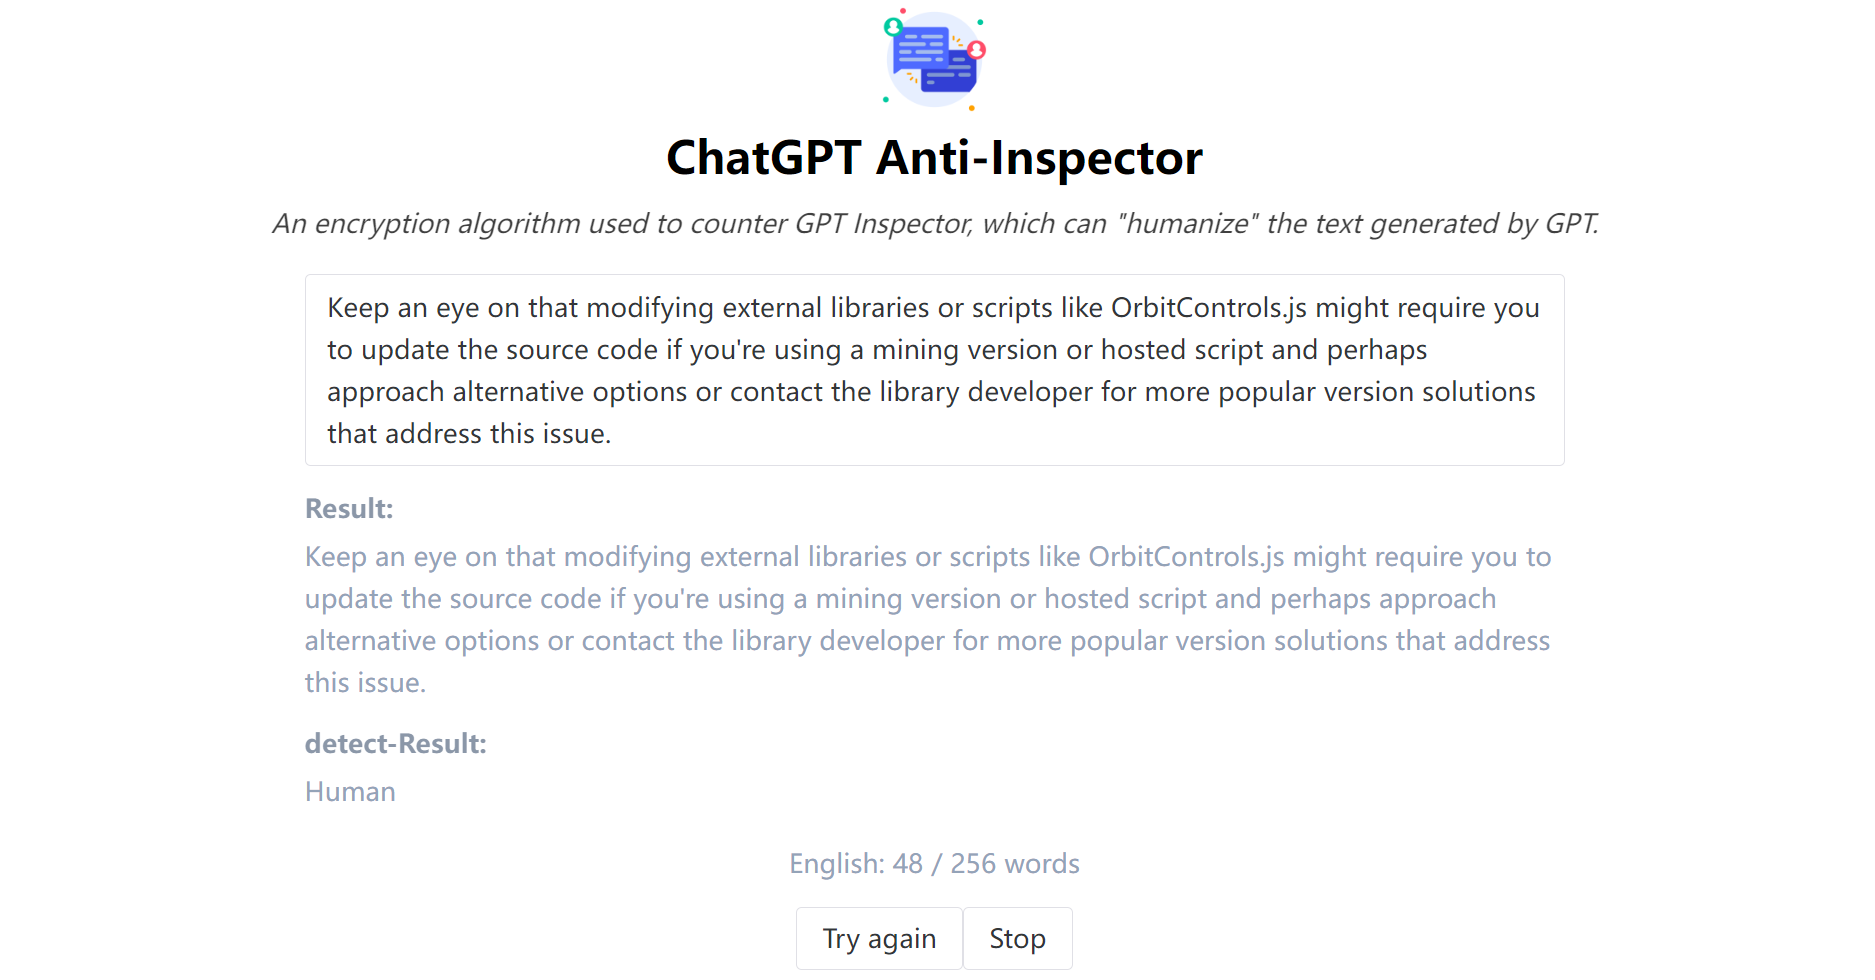 ChatGPT Anti-Inspector
An encryption algorithm used to counter GPT Inspector, which can "humanize" the text generated by GPT.
Keep an eye on that modifying external libraries or scripts like OrbitControls.js might require you
to update the source code if you're using a mining version or hosted script and perhaps
approach alternative options or contact the library developer for more popular version solutions
that address this issue.
Result:
Keep an eye on that modifying external libraries or scripts like OrbitControls.js might require you to
update the source code if you're using a mining version or hosted script and perhaps approach
alternative options or contact the library developer for more popular version solutions that address
this issue.
detect-Result:
Human
English: 48 / 256 words
Try again
Stop